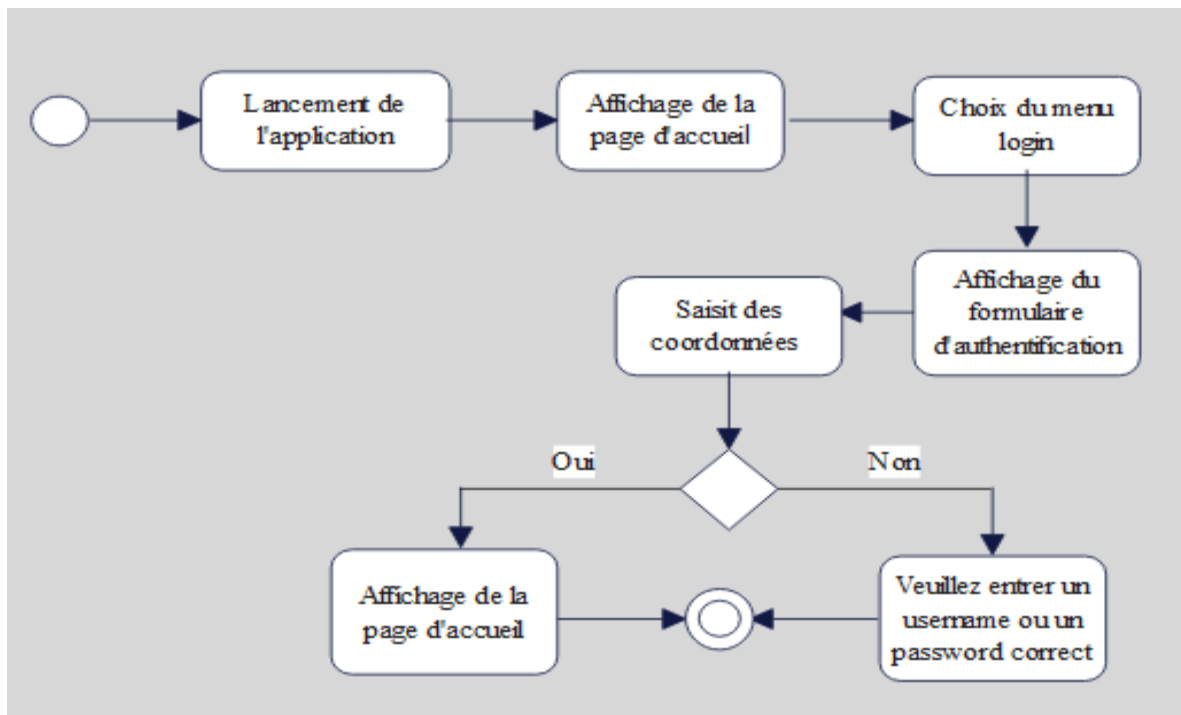 Lancement de
l'application
Affichage de la
page d'accueil
Choix du menu
login
Affichage du
formulaire
d'authentification
Saisit des
coordonnées
Oui
Non
Affichage de la
page d'accueil
Veuillez entrer un
username ou un
password correct